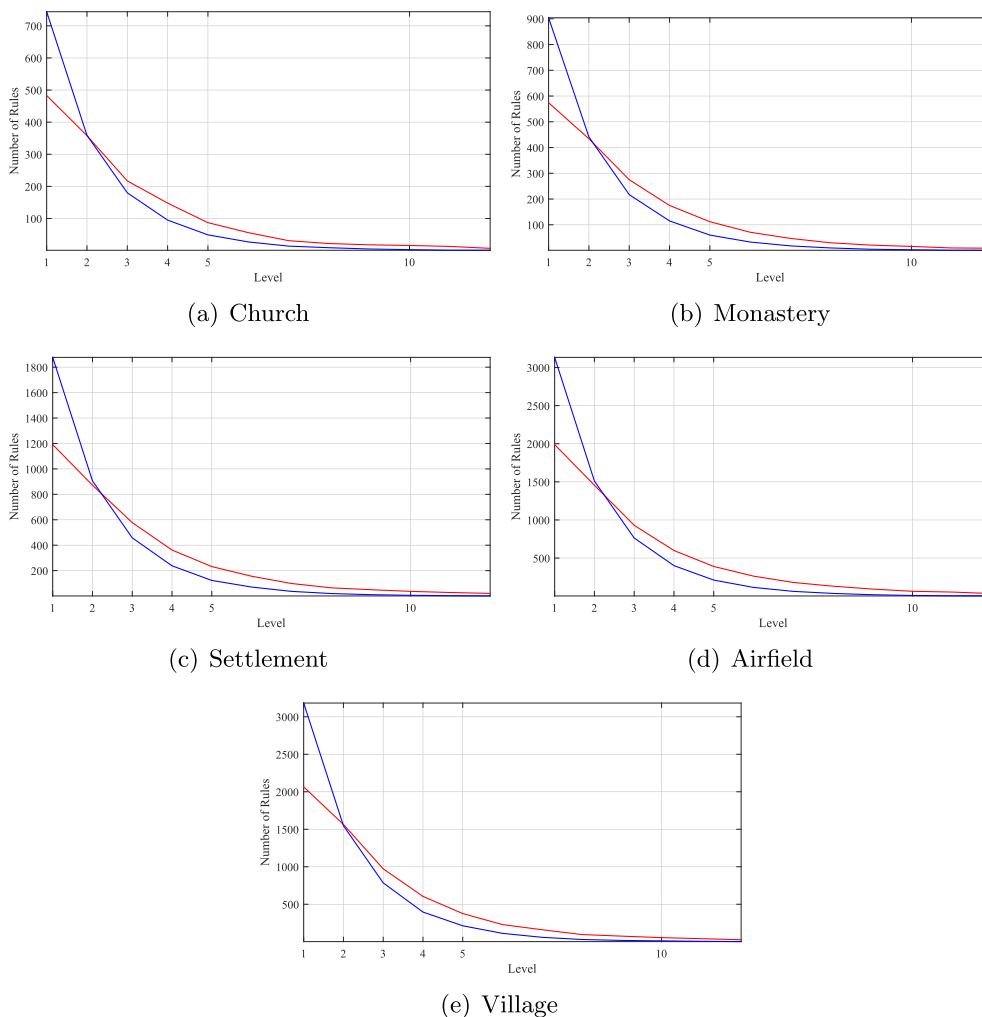 700
600
500
400
300
200
100
Number of Rules
1 2 3 4 5 10
Level
(a) Church
900
800
700
600
500
400
300
200
100
Number of Rules
1 2 3 4 5 10
Level
(b) Monastery
1800
1600
1400
1200
1000
800
600
400
200
Number of Rules
1 2 3 4 5 10
Level
(c) Settlement
3000
2500
2000
1500
1000
500
Number of Rules
1 2 3 4 5 10
Level
(d) Airfield
3000
2500
2000
1500
1000
500
Number of Rules
1 2 3 4 5 10
Level
(e) Village